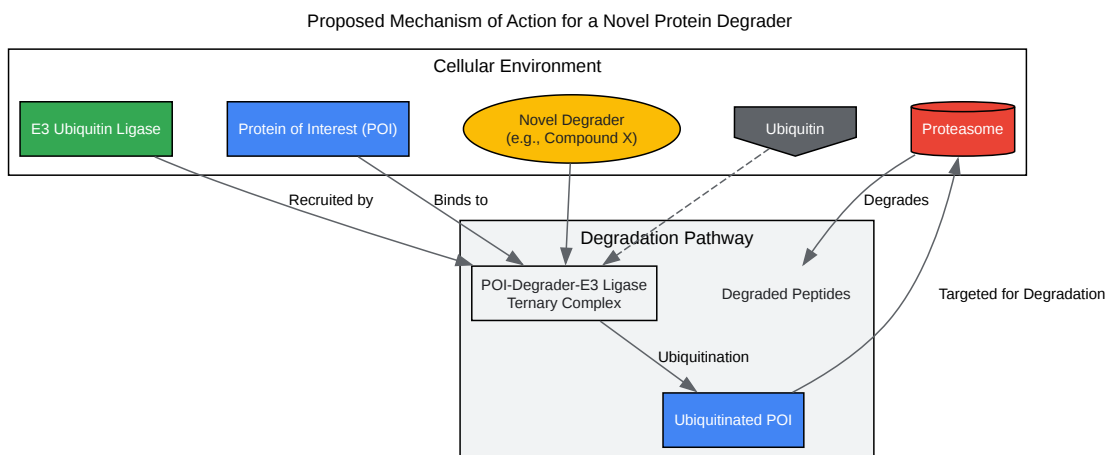 Proposed Mechanism of Action for a Novel Protein Degrader
Cellular Environment
E3 Ubiquitin Ligase
Protein of Interest (POI)
Novel Degrader
(e.g., Compound X)
Ubiquitin
Proteasome
Recruited by
Binds to
Degrades
Degradation Pathway
POI-Degrader-E3 Ligase
Ternary Complex
Degraded Peptides
Targeted for Degradation
Ubiquitination
Ubiquitinated POI